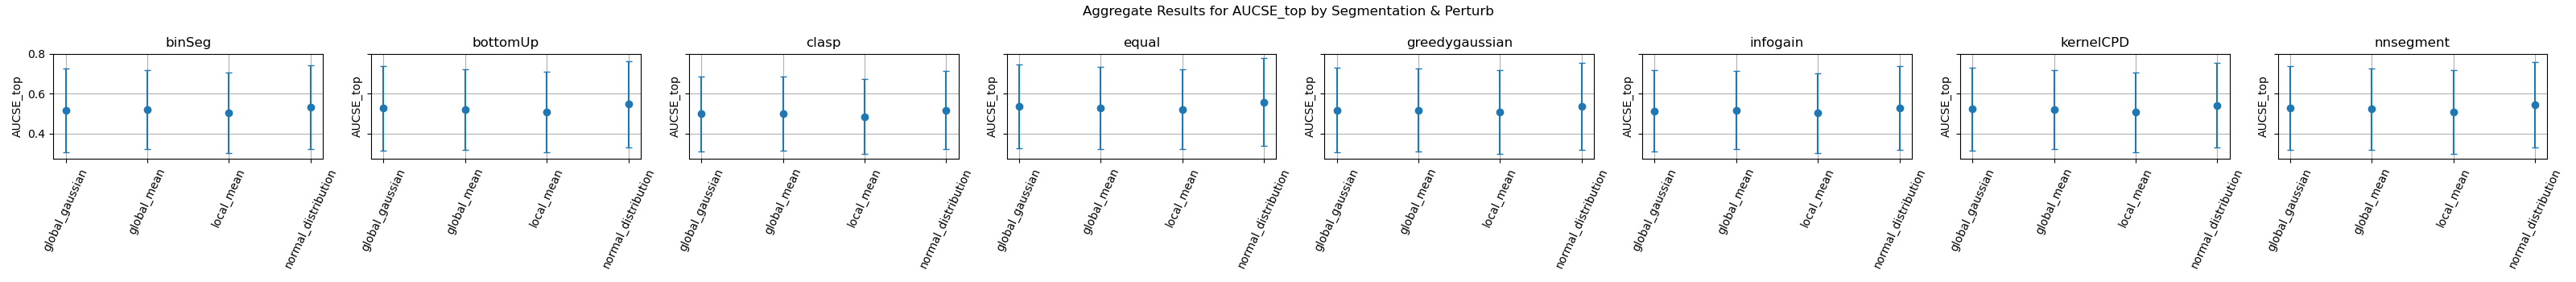 Aggregate Results for AUCSE_top by Segmentation & Perturb
binSeg
bottomUp
clasp
equal
greedygaussian
infogain
kernelCPD
nnsegment
0.8
0.6
0.4
AUCSE_top
AUCSE_top
AUCSE_top
AUCSE_top
AUCSE_top
AUCSE_top
AUCSE_top
AUCSE_top
global_gaussian
global_mean
local_mean
normal_distribution
global_gaussian
global_mean
local_mean
normal_distribution
global_gaussian
global_mean
local_mean
normal_distribution
global_gaussian
global_mean
local_mean
normal_distribution
global_gaussian
global_mean
local_mean
normal_distribution
global_gaussian
global_mean
local_mean
normal_distribution
global_gaussian
global_mean
local_mean
normal_distribution
global_gaussian
global_mean
local_mean
normal_distribution